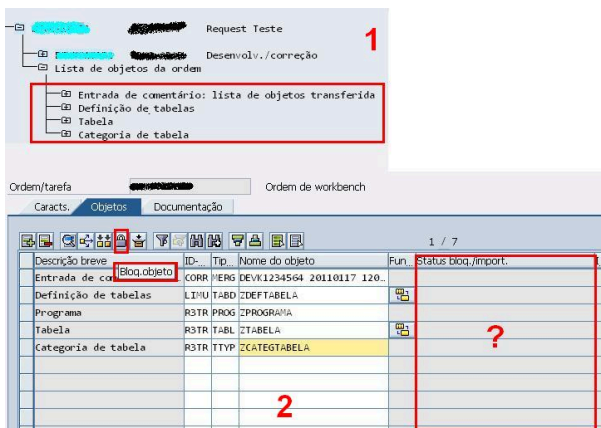 Request Teste
1
Desenvolv./correção
Lista de objetos da ordem
Entrada de comentário: lista de objetos transferida
Definição de tabelas
Tabela
Categoria de tabela
Ordem/tarefa
Ordem de workbench
Caracts. Objetos Documentação
1 / 7
Descrição breve ID-... Tip... Nome do objeto Fun... Status bloq./import. T
Bloq.objeto
Entrada de CORR MERG DEVK1234564 20110117 120..
Definição de tabelas LIMU TABD ZDEFTABELA
Programa R3TR PROG ZPROGRAMA
Tabela R3TR TABL ZTABELA
?
Categoria de tabela R3TR TTYP ZCATEGTABELA
2